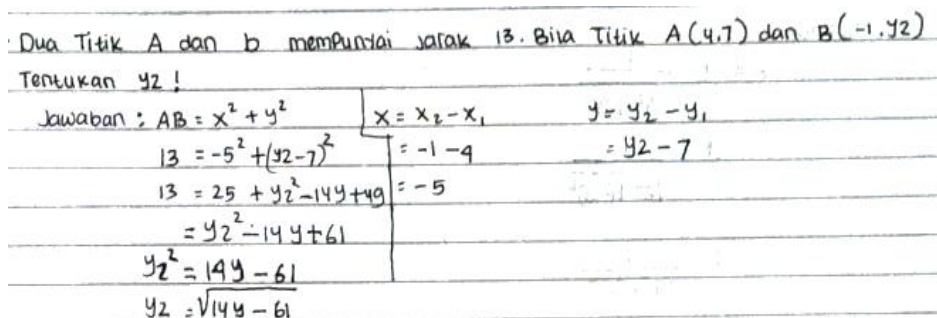 Dua Titik A dan b mempunyai jarak 13. Bila Titik A(4,7) dan B(-1.y2)
Tentukan y2!
Jawaban : AB = x² + y²
13 = -5² + (y2-7)²
13 = 25 + y2²-14y+49
= y2² - 14y+61
y2² = 14y - 61
y2 = √14y - 61
x = x2 - x1
= -1 - 4
= -5
y = y2 - y1
= y2 - 7